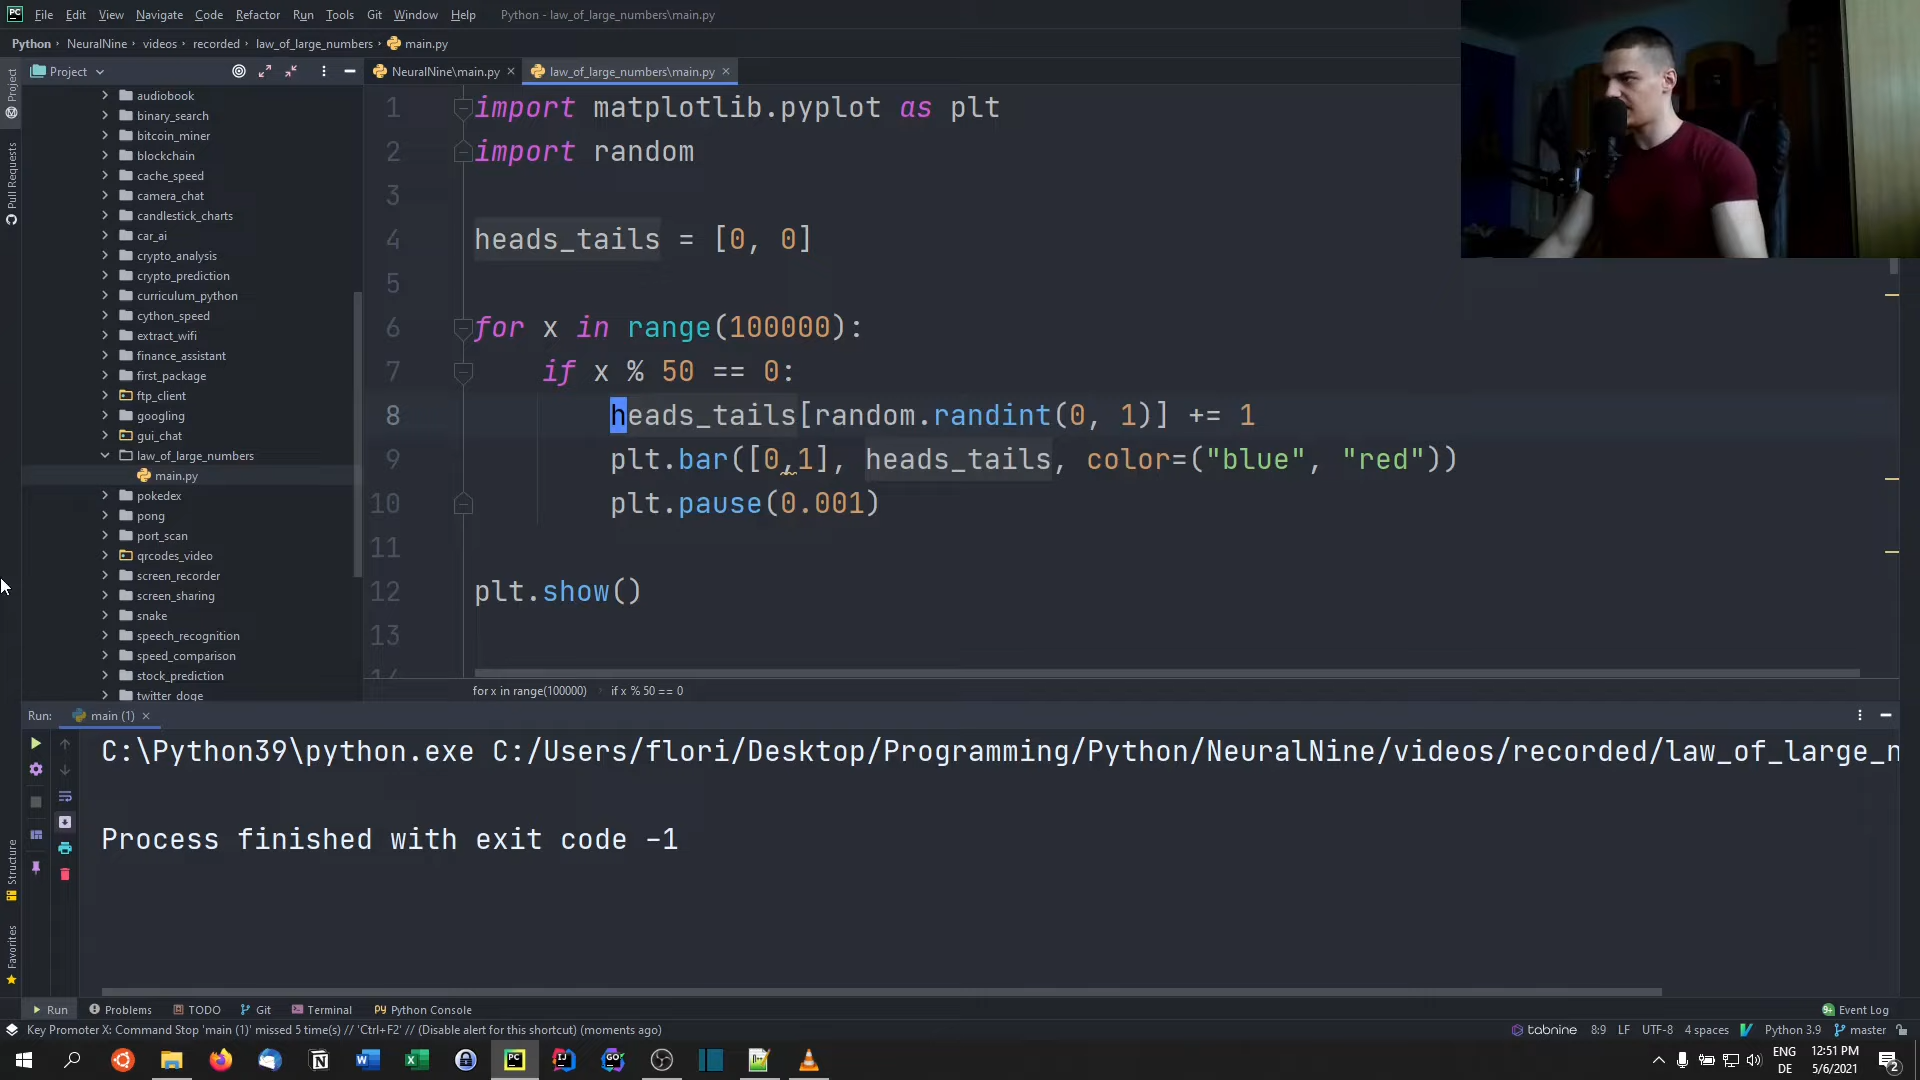 PC File Edit View Navigate Code Refactor Run Tools Git Window Help Python - law_of_large_numbers\main.py
Python NeuralNine videos recorded law_of_large_numbers main.py
Project
Project
Pull Requests
audiobook
binary_search
bitcoin_miner
blockchain
cache_speed
camera_chat
candlestick_charts
car_ai
crypto_analysis
crypto_prediction
curriculum_python
cython_speed
extract_wifi
finance_assistant
first_package
ftp_client
googling
gui_chat
law_of_large_numbers
main.py
pokedex
pong
port_scan
qrcodes_video
screen_recorder
screen_sharing
snake
speech_recognition
speed_comparison
stock_prediction
twitter_doge
NeuralNine\main.py law_of_large_numbers\main.py
1 import matplotlib.pyplot as plt
2 import random
3
4 heads_tails = [0, 0]
5
6 for x in range(100000):
7 if x % 50 == 0:
8 heads_tails[random.randint(0, 1)] += 1
9 plt.bar([0,1], heads_tails, color=("blue", "red"))
10 plt.pause(0.001)
11
12 plt.show()
13
for x in range(100000) if x % 50 == 0
Run: main (1)
C:\Python39\python.exe C:/Users/flori/Desktop/Programming/Python/NeuralNine/videos/recorded/law_of_large_n
Process finished with exit code -1
Structure
Favorites
Run Problems TODO Git Terminal Python Console Event Log
Key Promoter X: Command Stop 'main (1)' missed 5 time(s) // 'Ctrl+F2' // (Disable alert for this shortcut) (moments ago) tabnine 8:9 LF UTF-8 4 spaces Python 3.9 master
ENG
DE
12:51 PM
5/6/2021
2